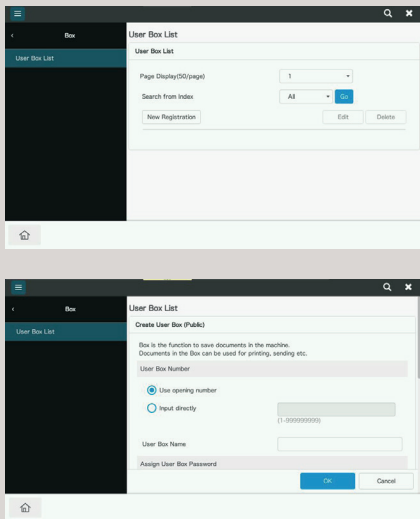 Box
User Box List
User Box List
User Box List
Page Display(50/page)
1
Search from Index
All
Go
New Registration
Edit
Delete
Box
User Box List
User Box List
Create User Box (Public)
Box is the function to save documents in the machine.
Documents in the Box can be used for printing, sending etc.
User Box Number
Use opening number
Input directly
(1-999999999)
User Box Name
Assign User Box Password
OK
Cancel